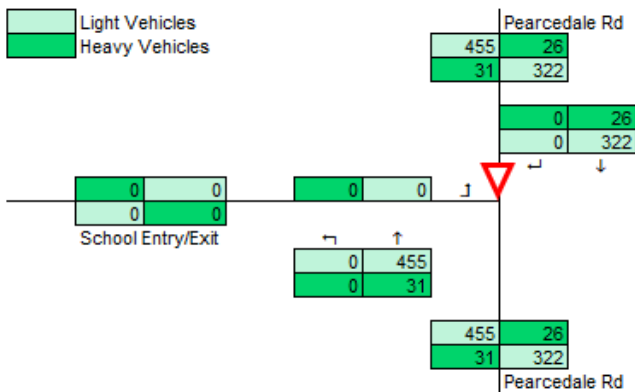 Light Vehicles
Heavy Vehicles
Pearcedale Rd
455 26
31 322
0 26
0 322
↵ ↓
0 0 0 0
0 0
School Entry/Exit
↰ ↑
0 455
0 31
455 26
31 322
Pearcedale Rd